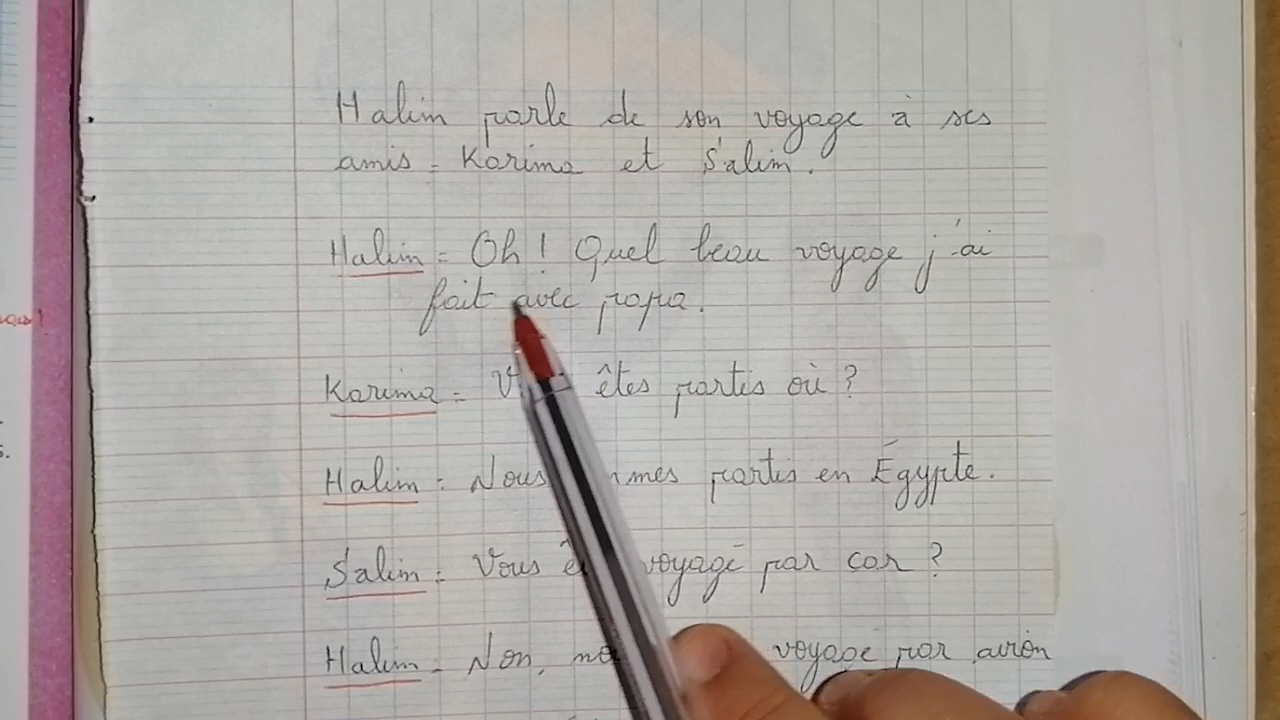 Halim parle de son voyage à ses
amis = Karima et Salim.
Halim = Oh ! Quel beau voyage j'ai
fait avec papa.
Karima = êtes partis où ?
Halim = Nous partis en Égypte.
Salim = Vous voyagé par car ?
Halim = Non, voyagé par avion